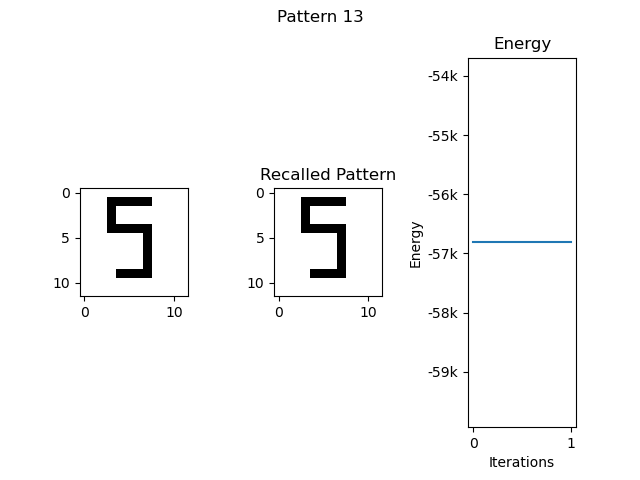 Pattern 13
0
5
10
0
10
Recalled Pattern
0
5
10
0
10
Energy
Energy
-54k
-55k
-56k
-57k
-58k
-59k
0
1
Iterations